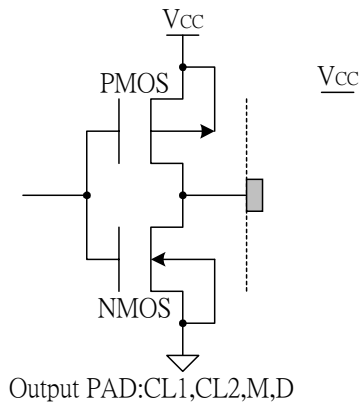 VCC
VCC
PMOS
NMOS
Output PAD:CL1,CL2,M,D